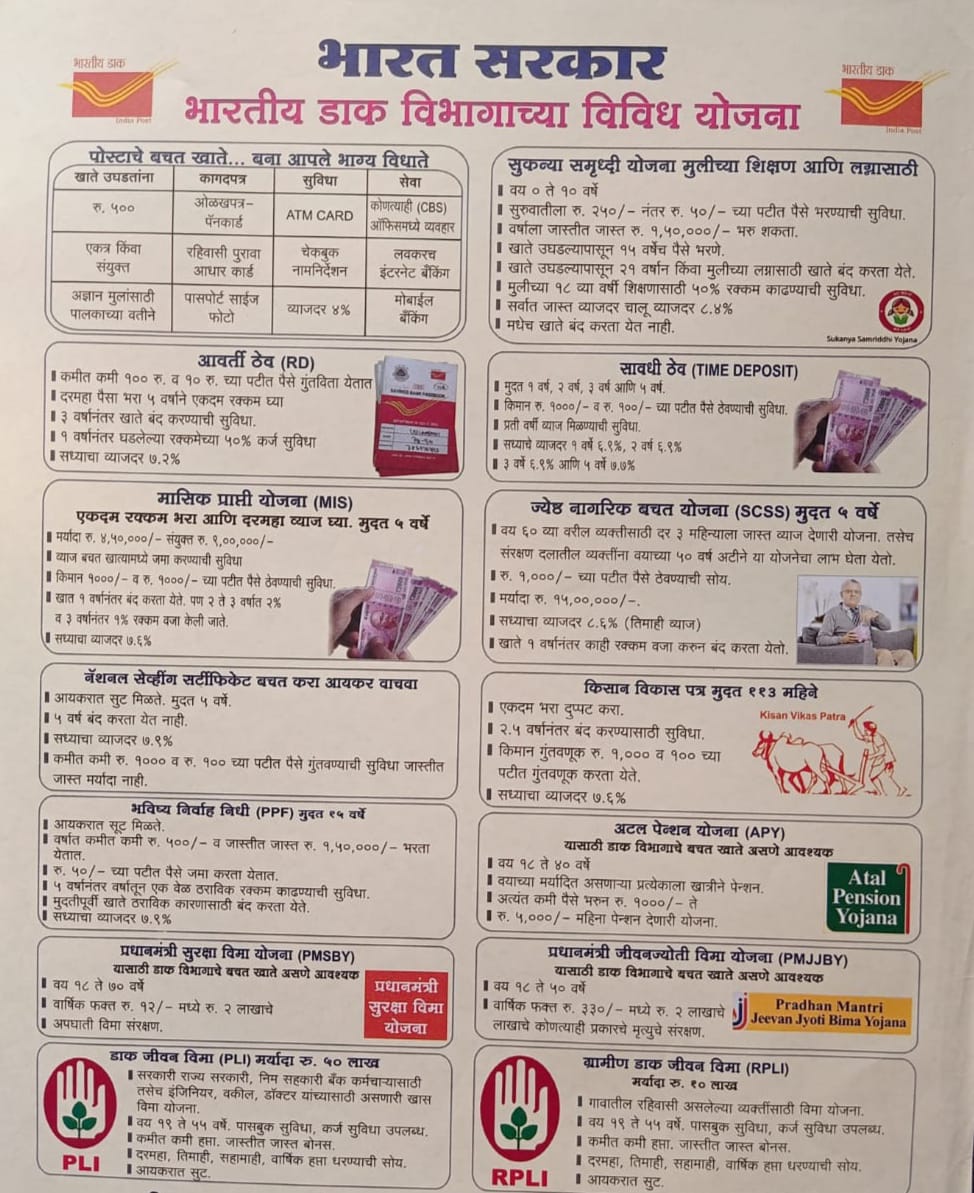 भारत सरकार
भारतीय डाक
India Post
भारतीय डाक
India Post
भारतीय डाक विभागाच्या विविध योजना
पोस्टाचे बचत खाते... बना आपले भाग्य विधाते
खाते उघडतांना कागदपत्र सुविधा सेवा
रु. ५०० ओळखपत्र– पॅनकार्ड ATM CARD कोणत्याही (CBS) ऑफिसमध्ये व्यवहार
एकत्र किंवा संयुक्त रहिवासी पुरावा आधार कार्ड चेकबुक नामनिर्देशन लवकरच इंटरनेट बँकिंग
अज्ञान मुलांसाठी पालकाच्या वतीने पासपोर्ट साईज फोटो व्याजदर ४% मोबाईल बँकिंग
सुकन्या समृध्दी योजना मुलीच्या शिक्षण आणि लग्नासाठी
वय ० ते १० वर्षे
सुरुवातीला रु. २५०/– नंतर रु. ५०/– च्या पटीत पैसे भरण्याची सुविधा.
वर्षाला जास्तीत जास्त रु. १,५०,०००/– भरु शकता.
खाते उघडल्यापासून १५ वर्षेच पैसे भरणे.
खाते उघडल्यापासून २१ वर्षान किंवा मुलीच्या लग्नासाठी खाते बंद करता येते.
मुलीच्या १८ व्या वर्षी शिक्षणासाठी ५०% रक्कम काढण्याची सुविधा.
सर्वात जास्त व्याजदर चालू व्याजदर ८.४%
मधेच खाते बंद करता येत नाही.
Sukanya Samriddhi Yojana
आवर्ती ठेव (RD)
कमीत कमी १०० रु. व १० रु. च्या पटीत पैसे गुंतविता येतात
दरमहा पैसा भरा ५ वर्षाने एकदम रक्कम घ्या
३ वर्षानंतर खाते बंद करण्याची सुविधा.
१ वर्षानंतर घडलेल्या रक्कमेच्या ५०% कर्ज सुविधा
सध्याचा व्याजदर ७.२%
सावधी ठेव (TIME DEPOSIT)
मुदत १ वर्ष, २ वर्ष, ३ वर्ष आणि ५ वर्ष.
किमान रु. १०००/– व रु. १००/– च्या पटीत पैसे ठेवण्याची सुविधा.
प्रती वर्षी व्याज मिळण्याची सुविधा.
सध्याचे व्याजदर १ वर्षे ६.९%, २ वर्ष ६.९%
३ वर्षे ६.९% आणि ५ वर्षे ७.७%
मासिक प्राप्ती योजना (MIS)
एकदम रक्कम भरा आणि दरमहा व्याज घ्या. मुदत ५ वर्षे
मर्यादा रु. ४,५०,०००/– संयुक्त रु. ९,००,०००/–
व्याज बचत खात्यामध्ये जमा करण्याची सुविधा
किमान १०००/– व रु. १०००/– च्या पटीत पैसे ठेवण्याची सुविधा.
खात १ वर्षानंतर बंद करता येते. पण २ ते ३ वर्षात २%
व ३ वर्षानंतर १% रक्कम वजा केली जाते.
सध्याचा व्याजदर ७.६%
ज्येष्ठ नागरिक बचत योजना (SCSS) मुदत ५ वर्षे
वय ६० च्या वरील व्यक्तीसाठी दर ३ महिन्याला जास्त व्याज देणारी योजना. तसेच
संरक्षण दलातील व्यक्तींना वयाच्या ५० वर्ष अटीने या योजनेचा लाभ घेता येतो.
रु. १,०००/– च्या पटीत पैसे ठेवण्याची सोय.
मर्यादा रु. १५,००,०००/–.
सध्याचा व्याजदर ८.६% (तिमाही व्याज)
खाते १ वर्षानंतर काही रक्कम वजा करुन बंद करता येतो.
नॅशनल सेव्हींग सर्टीफिकेट बचत करा आयकर वाचवा
आयकरात सुट मिळते. मुदत ५ वर्षे.
५ वर्ष बंद करता येत नाही.
सध्याचा व्याजदर ७.९%
कमीत कमी रु. १००० व रु. १०० च्या पटीत पैसे गुंतवण्याची सुविधा जास्तीत
जास्त मर्यादा नाही.
किसान विकास पत्र मुदत ११३ महिने
एकदम भरा दुप्पट करा.
२.५ वर्षानंतर बंद करण्यासाठी सुविधा.
किमान गुंतवणूक रु. १,००० व १०० च्या
पटीत गुंतवणूक करता येते.
सध्याचा व्याजदर ७.६%
Kisan Vikas Patra
भविष्य निर्वाह निधी (PPF) मुदत १५ वर्षे
आयकरात सूट मिळते.
वर्षात कमीत कमी रु. ५००/– व जास्तीत जास्त रु. १,५०,०००/– भरता
येतात.
रु. ५०/– च्या पटीत पैसे जमा करता येतात.
५ वर्षानंतर वर्षातून एक वेळ ठराविक रक्कम काढण्याची सुविधा.
मुदतीपूर्वी खाते ठराविक कारणासाठी बंद करता येते.
सध्याचा व्याजदर ७.९%
अटल पेन्शन योजना (APY)
यासाठी डाक विभागाचे बचत खाते असणे आवश्यक
वय १८ ते ४० वर्षे
वयाच्या मर्यादित असणाऱ्या प्रत्येकाला खात्रीने पेन्शन.
अत्यंत कमी पैसे भरुन रु. १०००/– ते
रु. ५,०००/– महिना पेन्शन देणारी योजना.
Atal
Pension
Yojana
प्रधानमंत्री सुरक्षा विमा योजना (PMSBY)
यासाठी डाक विभागाचे बचत खाते असणे आवश्यक
वय १८ ते ७० वर्षे
वार्षिक फक्त रु. १२/– मध्ये रु. २ लाखाचे
अपघाती विमा संरक्षण.
प्रधानमंत्री
सुरक्षा विमा
योजना
प्रधानमंत्री जीवनज्योती विमा योजना (PMJJBY)
यासाठी डाक विभागाचे बचत खाते असणे आवश्यक
वय १८ ते ५० वर्षे
वार्षिक फक्त रु. ३३०/– मध्ये रु. २ लाखाचे
लाखाचे कोणत्याही प्रकारचे मृत्युचे संरक्षण.
Pradhan Mantri
Jeevan Jyoti Bima Yojana
डाक जीवन विमा (PLI) मर्यादा रु. ५० लाख
सरकारी राज्य सरकारी, निम सहकारी बँक कर्मचाऱ्यासाठी
तसेच इंजिनियर, वकील, डॉक्टर यांच्यासाठी असणारी खास
विमा योजना.
वय १९ ते ५५ वर्षे. पासबुक सुविधा, कर्ज सुविधा उपलब्ध.
कमीत कमी हप्ता. जास्तीत जास्त बोनस.
दरमहा, तिमाही, सहामाही, वार्षिक हप्ता धरण्याची सोय.
आयकरात सुट.
PLI
ग्रामीण डाक जीवन विमा (RPLI)
मर्यादा रु. १० लाख
गावातील रहिवासी असलेल्या व्यक्तींसाठी विमा योजना.
वय १९ ते ५५ वर्षे. पासबुक सुविधा, कर्ज सुविधा उपलब्ध.
कमीत कमी हप्ता. जास्तीत जास्त बोनस.
दरमहा, तिमाही, सहामाही, वार्षिक हप्ता धरण्याची सोय.
आयकरात सुट.
RPLI